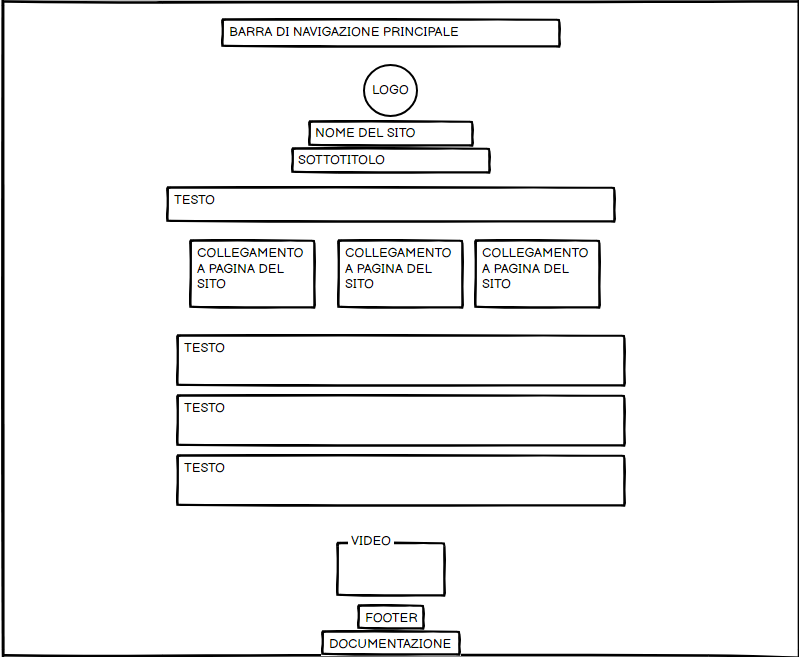 BARRA DI NAVIGAZIONE PRINCIPALE
LOGO
NOME DEL SITO
SOTTOTITOLO
TESTO
COLLEGAMENTO
A PAGINA DEL
SITO
COLLEGAMENTO
A PAGINA DEL
SITO
COLLEGAMENTO
A PAGINA DEL
SITO
TESTO
TESTO
TESTO
VIDEO
FOOTER
DOCUMENTAZIONE